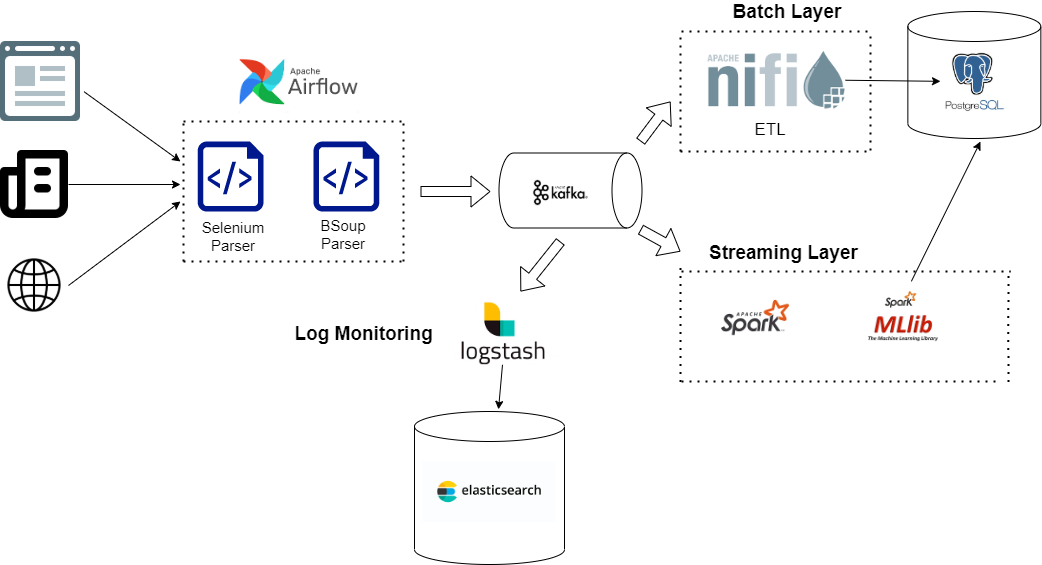 Batch Layer
APACHE
nifi
ETL
PostgreSQL
Apache
Airflow
</>
</>
Selenium
Parser
BSoup
Parser
kafka
Streaming Layer
APACHE
Spark
Spark
MLlib
The Machine Learning Library
Log Monitoring
logstash
elasticsearch